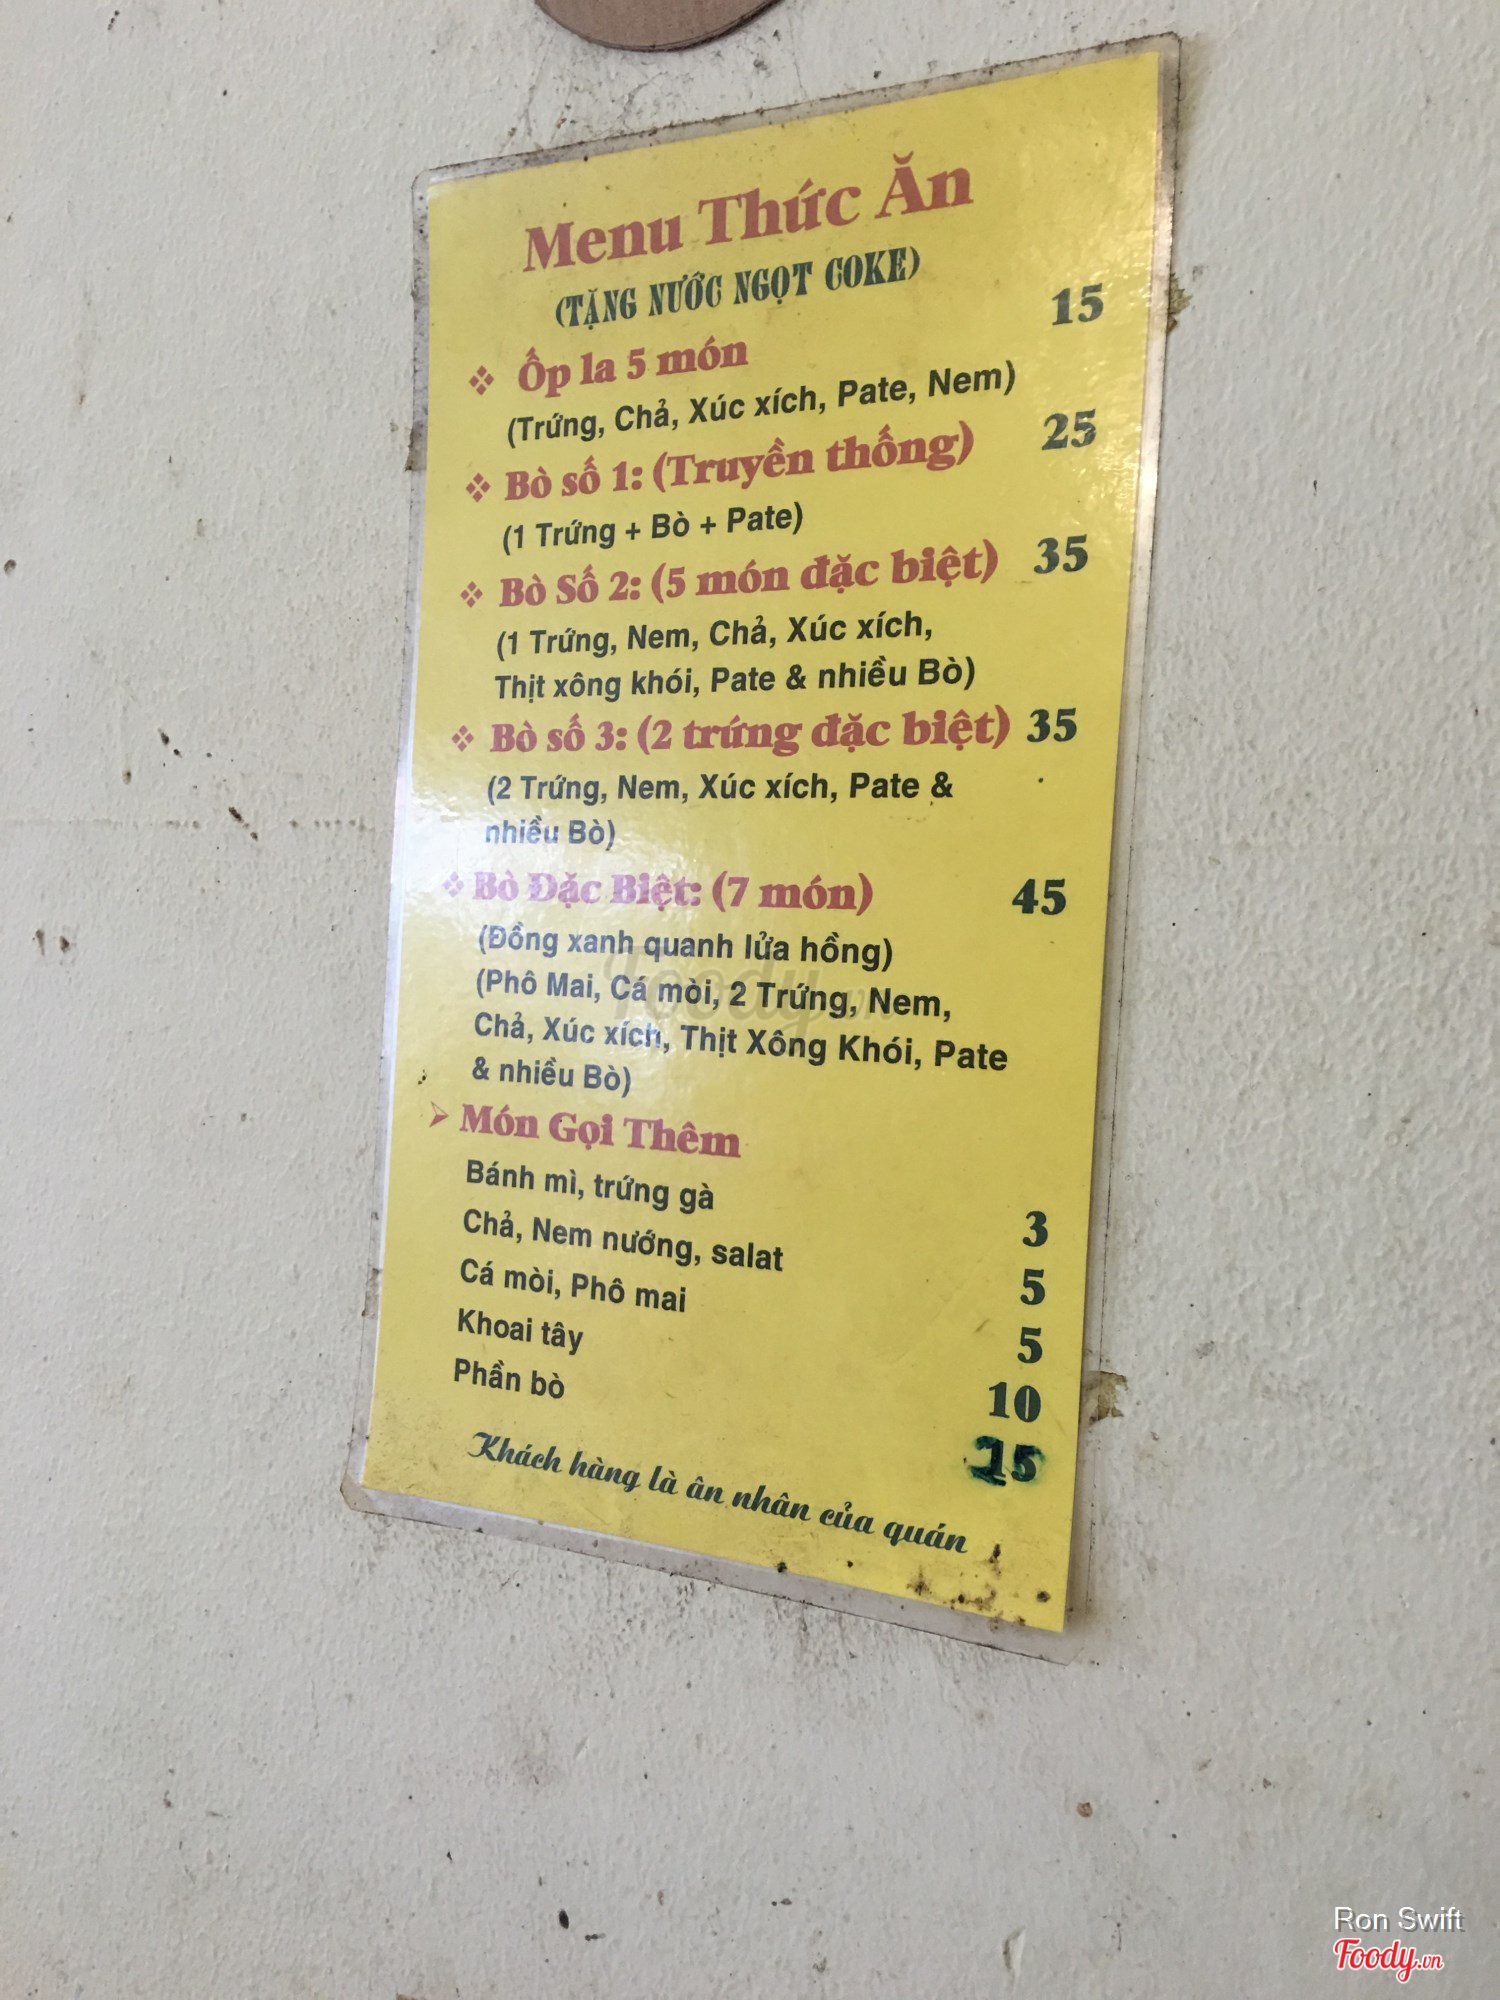 Menu Thức Ăn
(TẶNG NƯỚC NGỌT COKE)
❖ Ốp la 5 món 15
(Trứng, Chả, Xúc xích, Pate, Nem)
❖ Bò số 1: (Truyền thống) 25
(1 Trứng + Bò + Pate)
❖ Bò Số 2: (5 món đặc biệt) 35
(1 Trứng, Nem, Chả, Xúc xích,
Thịt xông khói, Pate & nhiều Bò)
❖ Bò số 3: (2 trứng đặc biệt) 35
(2 Trứng, Nem, Xúc xích, Pate &
nhiều Bò)
❖ Bò Đặc Biệt: (7 món) 45
(Đồng xanh quanh lửa hồng)
(Phô Mai, Cá mòi, 2 Trứng, Nem,
Chả, Xúc xích, Thịt Xông Khói, Pate
& nhiều Bò)
➢ Món Gọi Thêm
Bánh mì, trứng gà 3
Chả, Nem nướng, salat 5
Cá mòi, Phô mai 5
Khoai tây 10
Phần bò
Khách hàng là ân nhân của quán
Foody.vn
Ron Swift
Foody.vn